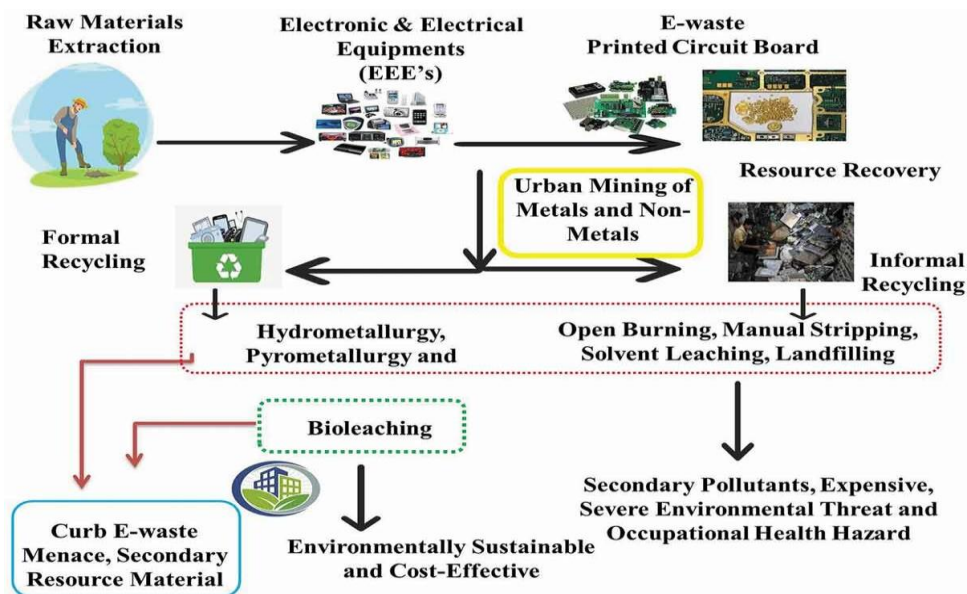 Raw Materials
Extraction
Electronic & Electrical
Equipments
(EEE's)
E-waste
Printed Circuit Board
Resource Recovery
Urban Mining of
Metals and Non-
Metals
Formal
Recycling
Informal
Recycling
Hydrometallurgy,
Pyrometallurgy and
Open Burning, Manual Stripping,
Solvent Leaching, Landfilling
Bioleaching
Curb E-waste
Menace, Secondary
Resource Material
Environmentally Sustainable
and Cost-Effective
Secondary Pollutants, Expensive,
Severe Environmental Threat and
Occupational Health Hazard